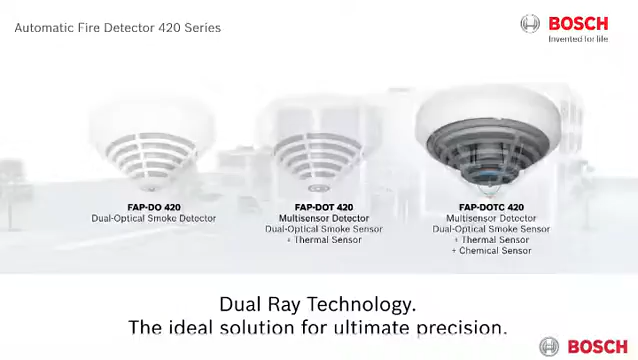 Automatic Fire Detector 420 Series
BOSCH
Invented for life
FAP-DO 420
Dual-Optical Smoke Detector
FAP-DOT 420
Multisensor Detector
Dual-Optical Smoke Sensor
+ Thermal Sensor
FAP-DOTC 420
Multisensor Detector
Dual-Optical Smoke Sensor
+ Thermal Sensor
+ Chemical Sensor
Dual Ray Technology.
The ideal solution for ultimate precision.
BOSCH